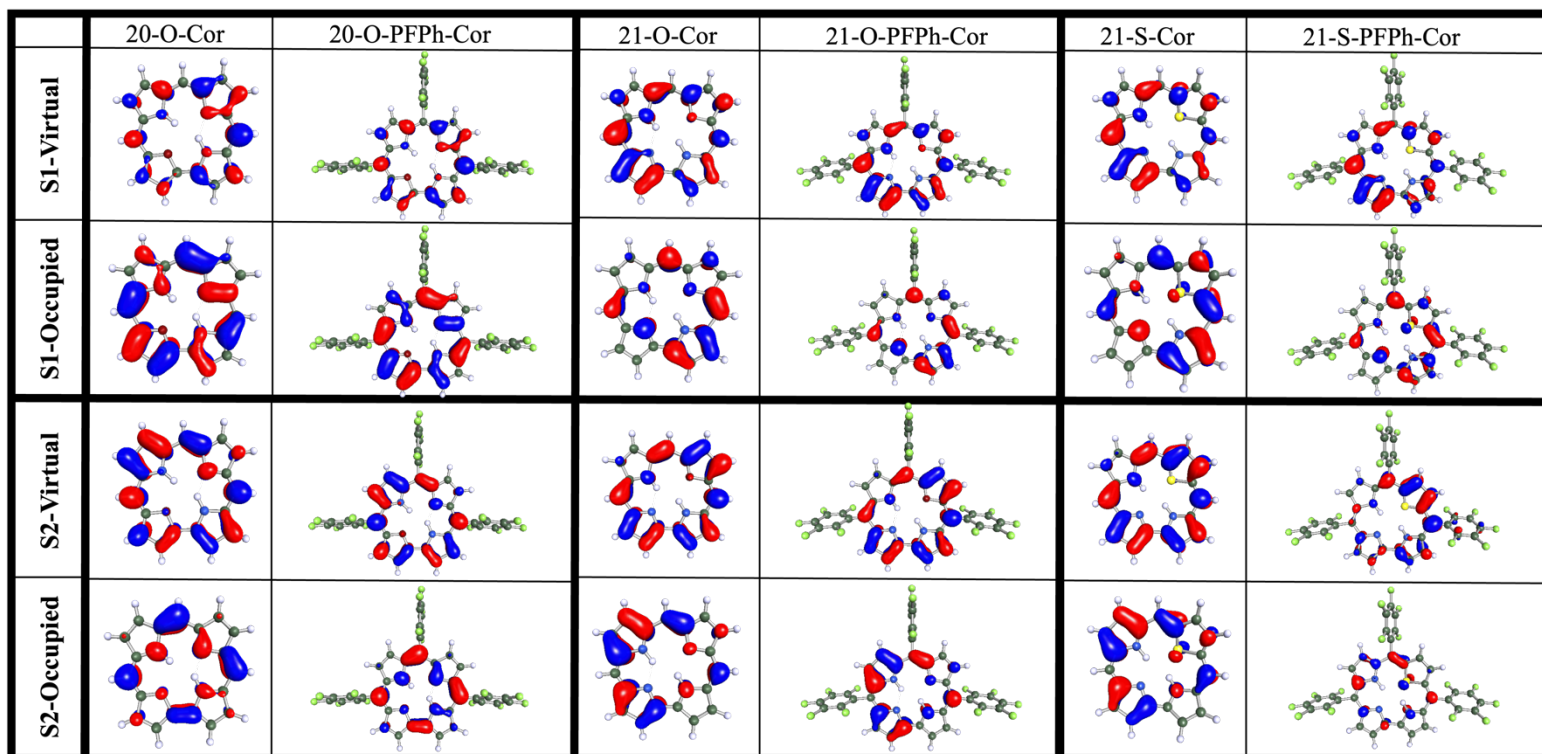 20-O-Cor 20-O-PFPh-Cor 21-O-Cor 21-O-PFPh-Cor 21-S-Cor 21-S-PFPh-Cor
S1-Virtual
S1-Occupied
S2-Virtual
S2-Occupied